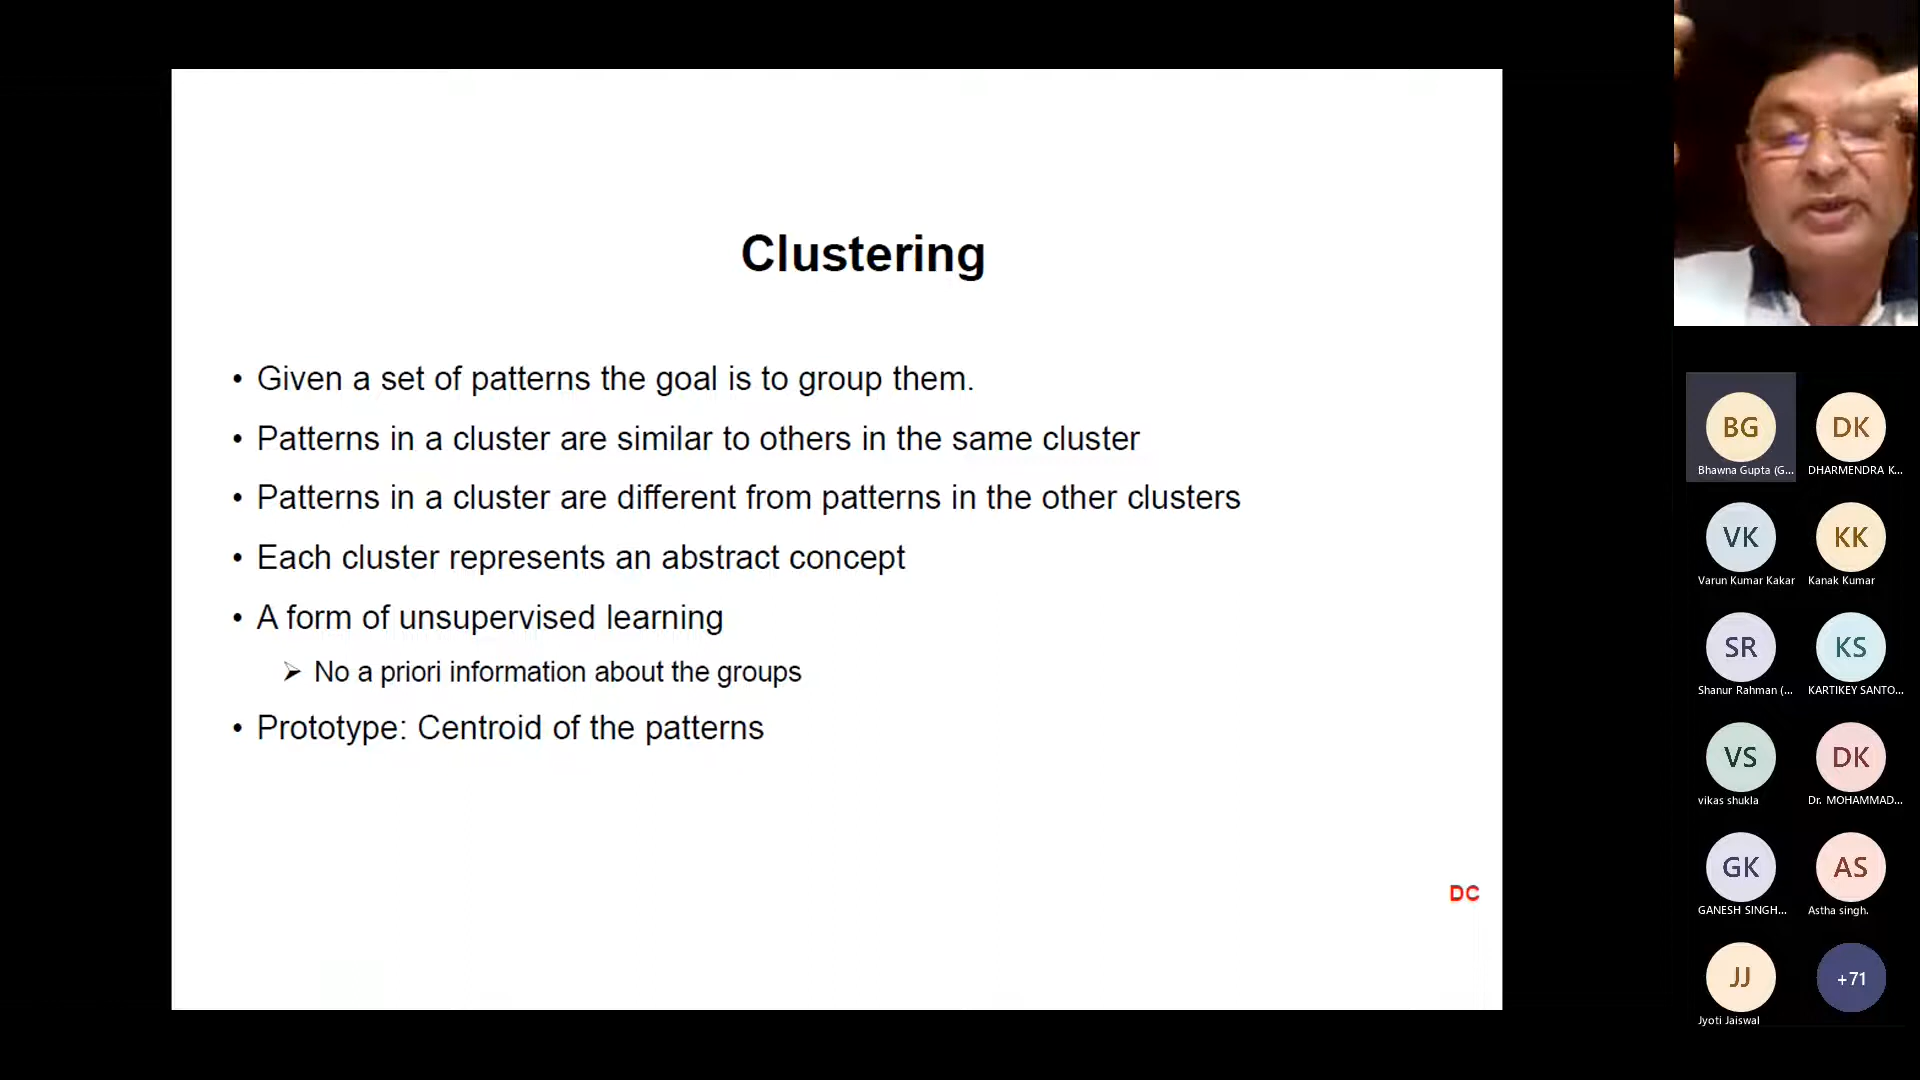 Clustering
• Given a set of patterns the goal is to group them.
• Patterns in a cluster are similar to others in the same cluster
• Patterns in a cluster are different from patterns in the other clusters
• Each cluster represents an abstract concept
• A form of unsupervised learning
➢ No a priori information about the groups
• Prototype: Centroid of the patterns
DC
BG DK
Bhawna Gupta (G... DHARMENDRA K...
VK KK
Varun Kumar Kakar Kanak Kumar
SR KS
Shanur Rahman (... KARTIKEY SANTO...
VS DK
vikas shukla Dr. MOHAMMAD...
GK AS
GANESH SINGH... Astha singh.
JJ +71
Jyoti Jaiswal